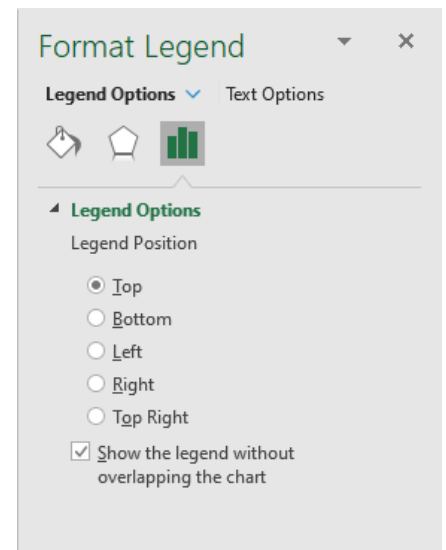 Format Legend
Legend Options Text Options
Legend Options
Legend Position
Top
Bottom
Left
Right
Top Right
Show the legend without
overlapping the chart